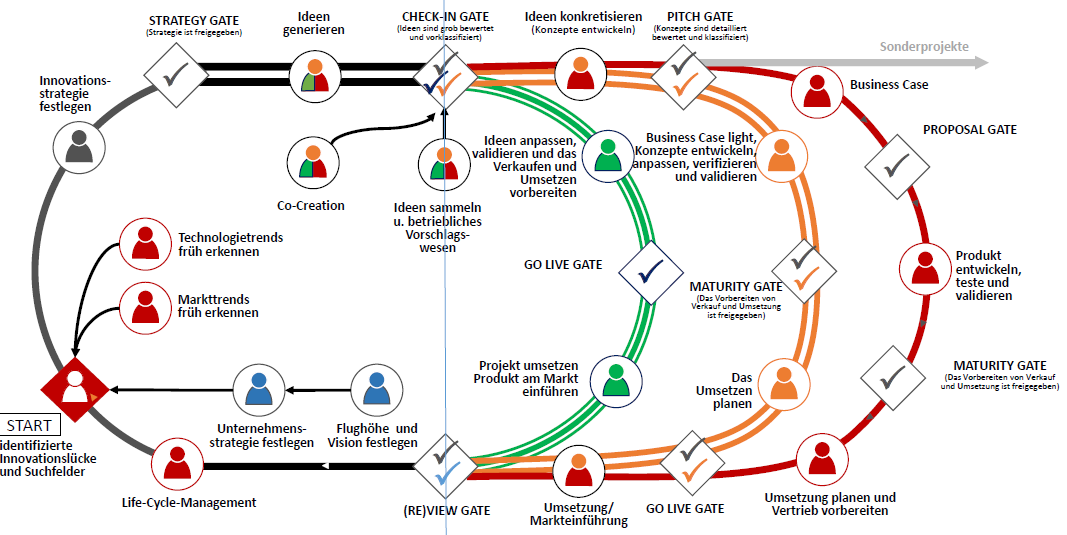 STRATEGY GATE
(Strategie ist freigegeben)
Ideen
generieren
CHECK-IN GATE
(Ideen sind grob bewertet
und vorklassifiziert)
Ideen konkretisieren
(Konzepte entwickeln)
PITCH GATE
(Konzepte sind detailliert
bewertet und klassifiziert)
Sonderprojekte
Innovations-
strategie
festlegen
Business Case
PROPOSAL GATE
Ideen anpassen,
validieren und das
Verkaufen und
Umsetzen
vorbereiten
Business Case light,
Konzepte entwickeln,
anpassen, verifizieren
und validieren
Co-Creation
Ideen sammeln
u. betriebliches
Vorschlags-
wesen
Technologietrends
früh erkennen
Markttrends
früh erkennen
GO LIVE GATE
MATURITY GATE
(Das Vorbereiten von
Verkauf und Umsetzung
ist freigegeben)
Produkt
entwickeln,
teste und
validieren
Projekt umsetzen
Produkt am Markt
einführen
Das
Umsetzen
planen
MATURITY GATE
(Das Vorbereiten von Verkauf
und Umsetzung ist freigegeben)
START
identifizierte
Innovationslücke
und Suchfelder
Unternehmens-
strategie festlegen
Flughöhe und
Vision festlegen
Life-Cycle-Management
(RE)VIEW GATE
Umsetzung/
Markteinführung
GO LIVE GATE
Umsetzung planen und
Vertrieb vorbereiten